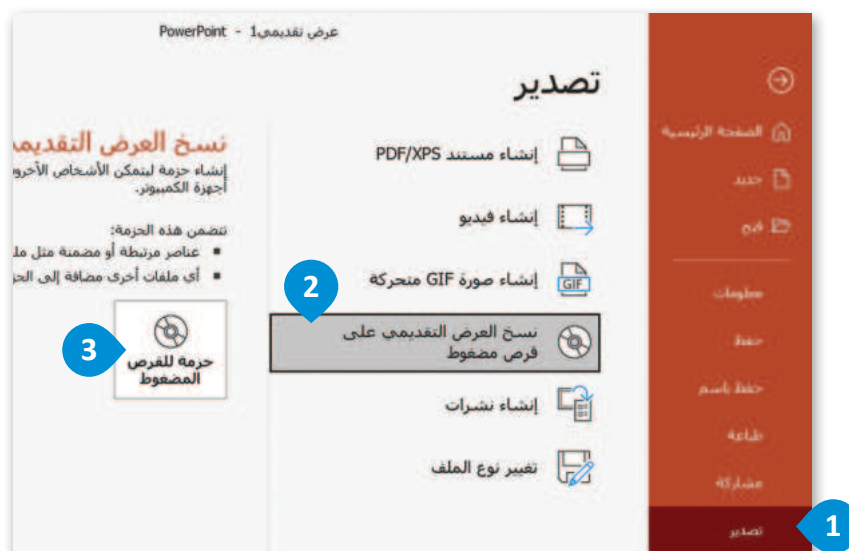 عرض تقديمي1 - PowerPoint
الصفحة الرئيسية
جديد
فتح
معلومات
حفظ
حفظ باسم
طباعة
مشاركة
تصدير
1
تصدير
إنشاء مستند PDF/XPS
إنشاء فيديو
إنشاء صورة GIF متحركة
GIF
2
نسخ العرض التقديمي على
قرص مضغوط
إنشاء نشرات
تغيير نوع الملف
نسخ العرض التقديمي
إنشاء حزمة ليتمكن الأشخاص الآخرو
أجهزة الكمبيوتر.
تتضمن هذه الحزمة:
عناصر مرتبطة أو مضمنة مثل مل
أي ملفات أخرى مضافة إلى الحز
3
حزمة للقرص
المضغوط